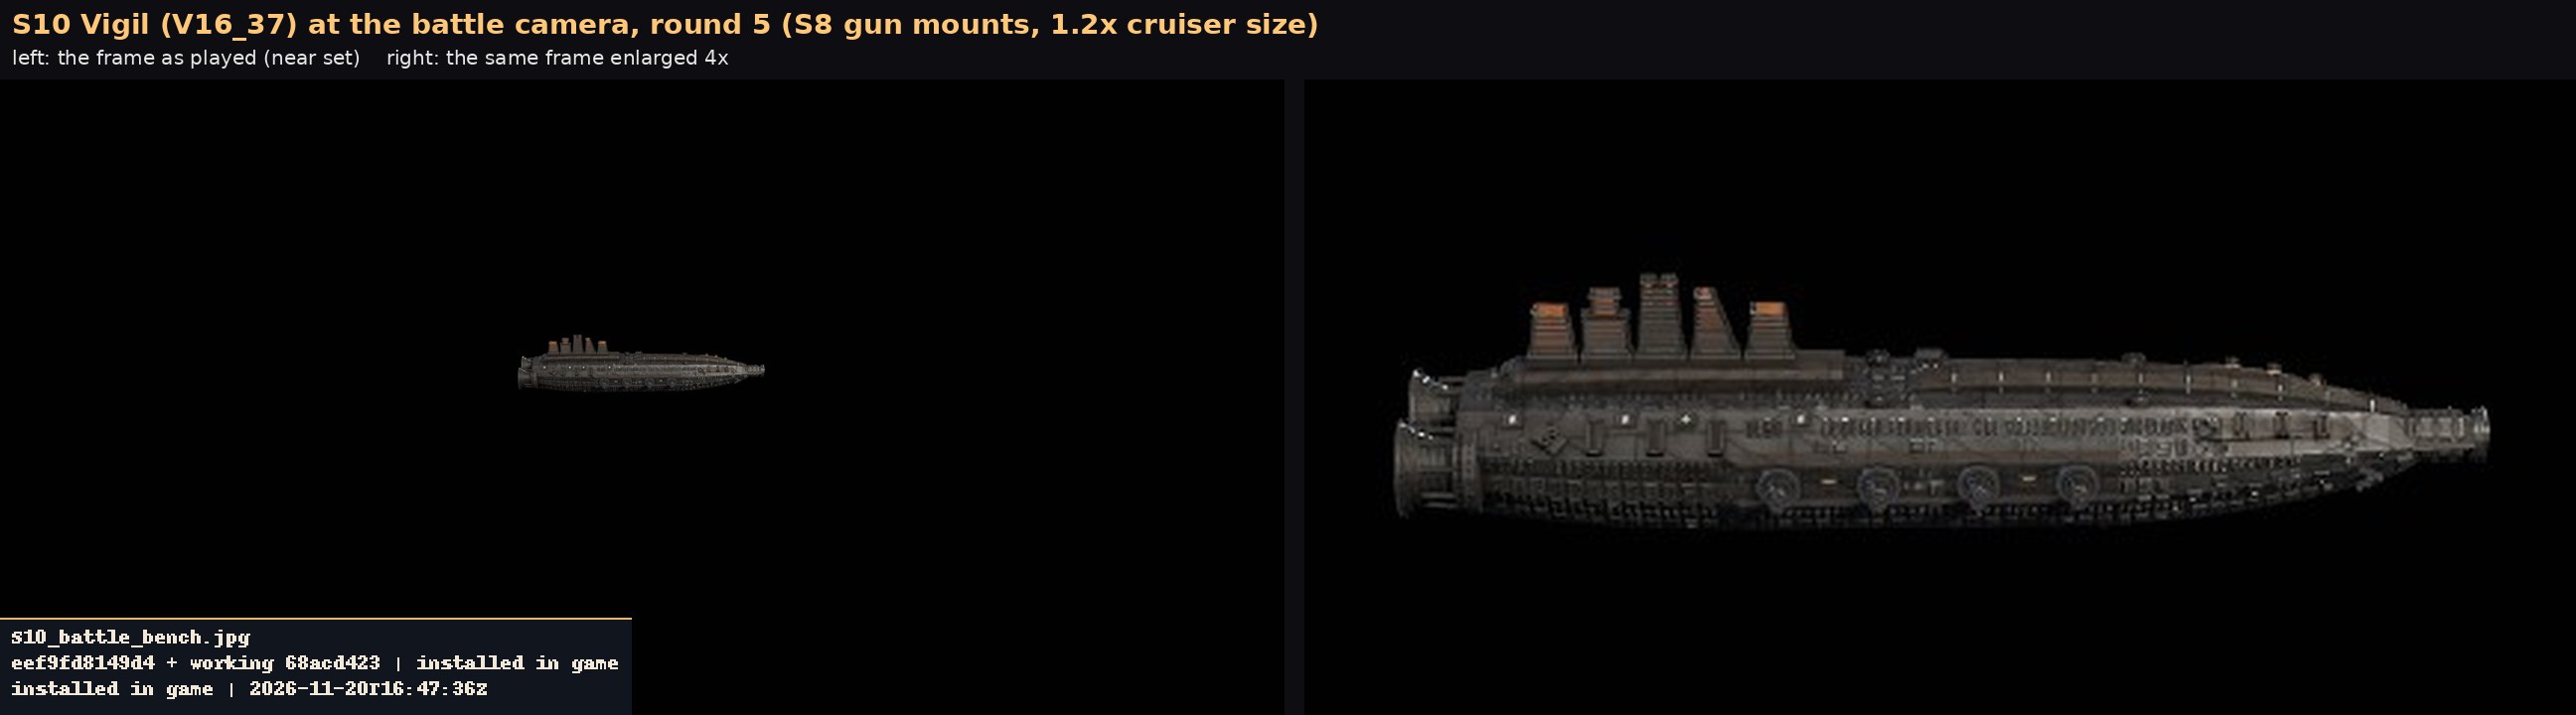 S10 Vigil (V16_37) at the battle camera, round 5 (S8 gun mounts, 1.2x cruiser size)
left: the frame as played (near set) right: the same frame enlarged 4x
S10_battle_bench.jpg
eef9fd8149d4 + working 68acd423 | installed in game
installed in game | 2026-11-20T16:47:36Z